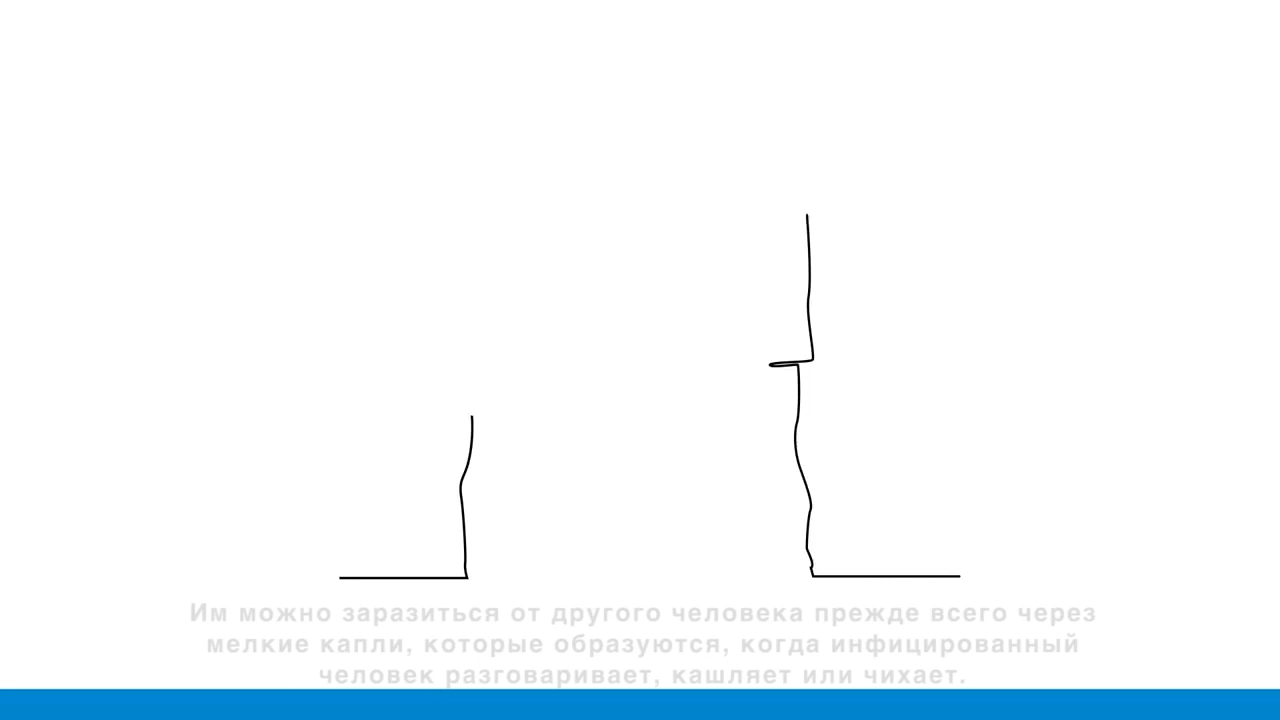 Им можно заразиться от другого человека прежде всего через
мелкие капли, которые образуются, когда инфицированный
человек разговаривает, кашляет или чихает.